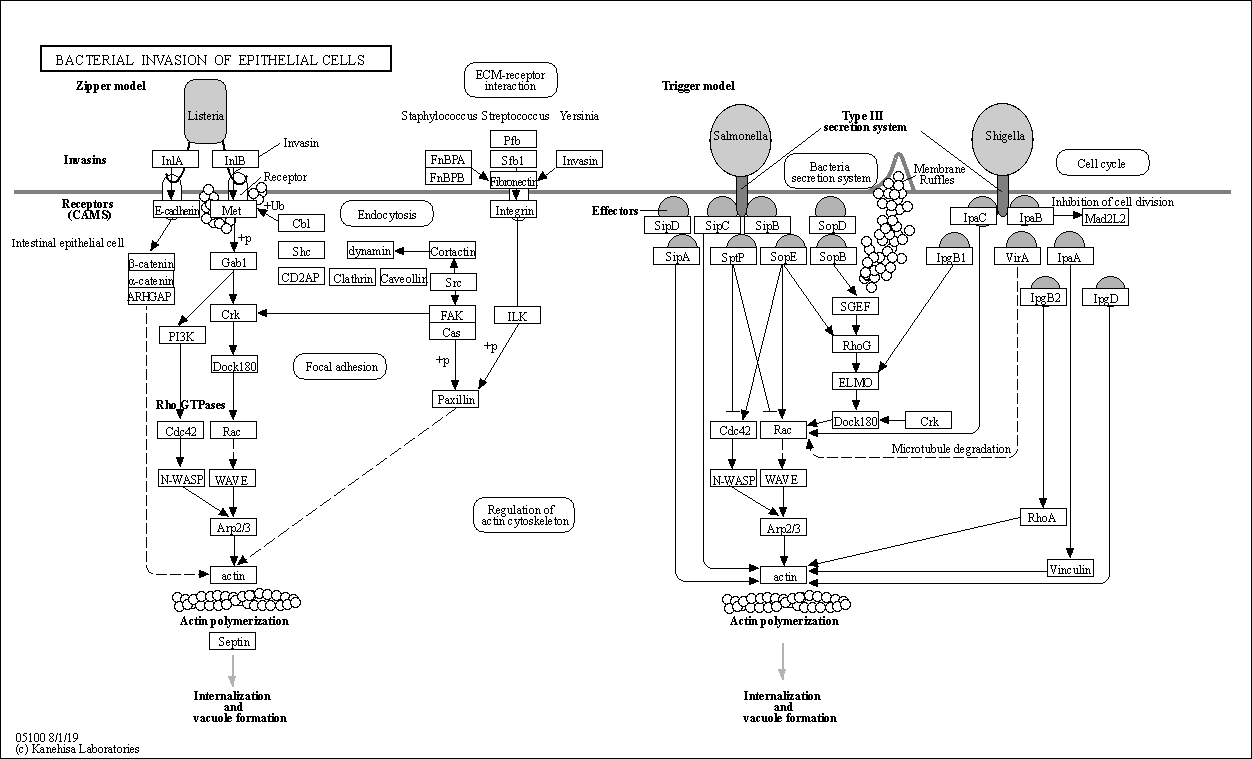 BACTERIAL INVASION OF EPITHELIAL CELLS
Zipper model
Listeria
ECM-receptor
interaction
Staphylococcus Streptococcus Yersinia
Invasin
Invasins
InlA
InlB
Receptor
Pfb
FnBPA
Sfb1
Invasin
FnBPB
Fibronectin
Receptors
(CAMS)
E-cadherin
Met
+Ub
Cbl
Endocytosis
Integrin
Intestinal epithelial cell
+p
Shc
dynamin
Cortactin
β-catenin
Gab1
α-catenin
CD2AP
Clathrin
Caveollin
Src
ARHGAP
Crk
FAK
ILK
PI3K
Cas
+p
+p
Dock180
Focal adhesion
Paxillin
Rho GTPases
Cdc42
Rac
N-WASP
WAVE
Arp2/3
Regulation of
actin cytoskeleton
actin
Actin polymerization
Septin
Internalization
and
vacuole formation
Trigger model
Salmonella
Type III
secretion system
Shigella
Bacteria
secretion system
Membrane
Ruffles
Cell cycle
Effectors
SipD
SipC
SipB
SopD
IpaC
IpaB
Inhibition of cell division
Mad2L2
SipA
SptP
SopE
SopB
IpgB1
VirA
IpaA
IpgB2
IpgD
SGEF
RhoG
ELMO
Dock180
Crk
Cdc42
Rac
Microtubule degradation
N-WASP
WAVE
Arp2/3
RhoA
Vinculin
actin
Actin polymerization
Internalization
and
vacuole formation
05100 8/1/19
(c) Kanehisa Laboratories